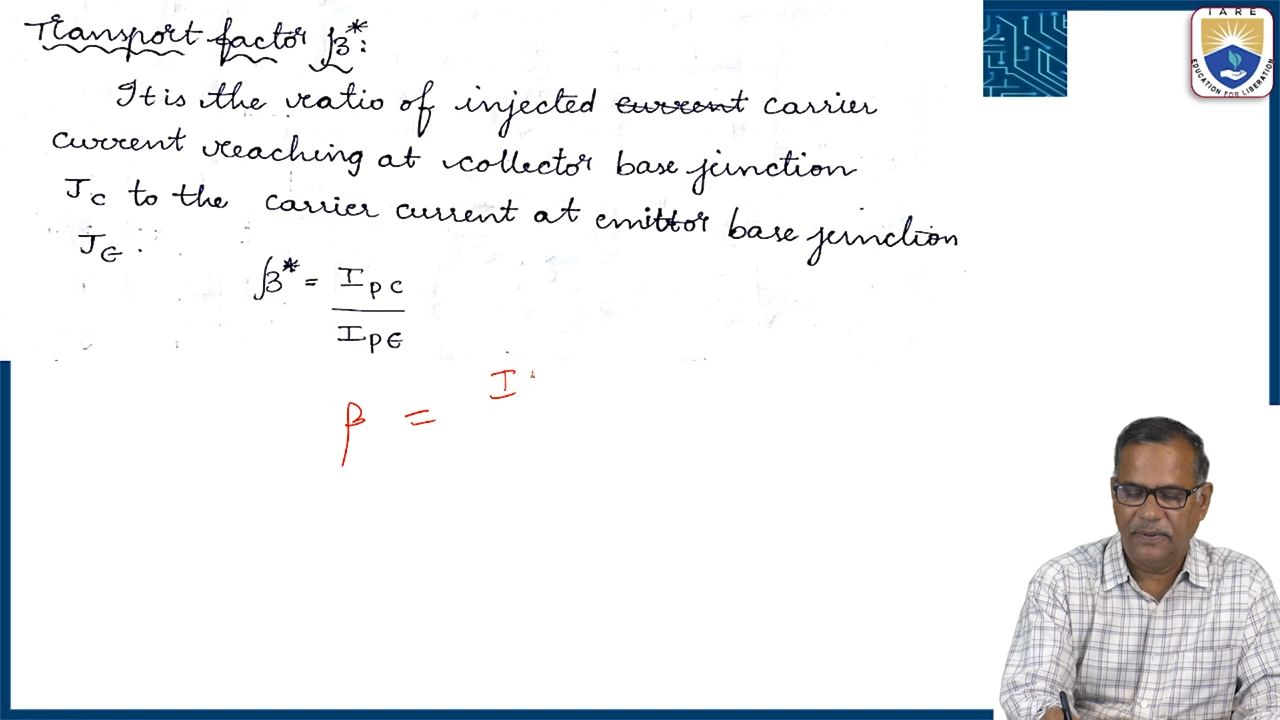 Transport factor β*:
It is the ratio of injected current carrier
current reaching at collector base junction
JC to the carrier current at emittor base junction
JE.
β* = IPC
IPE
β = I
IARE
EDUCATION FOR LIBERATION